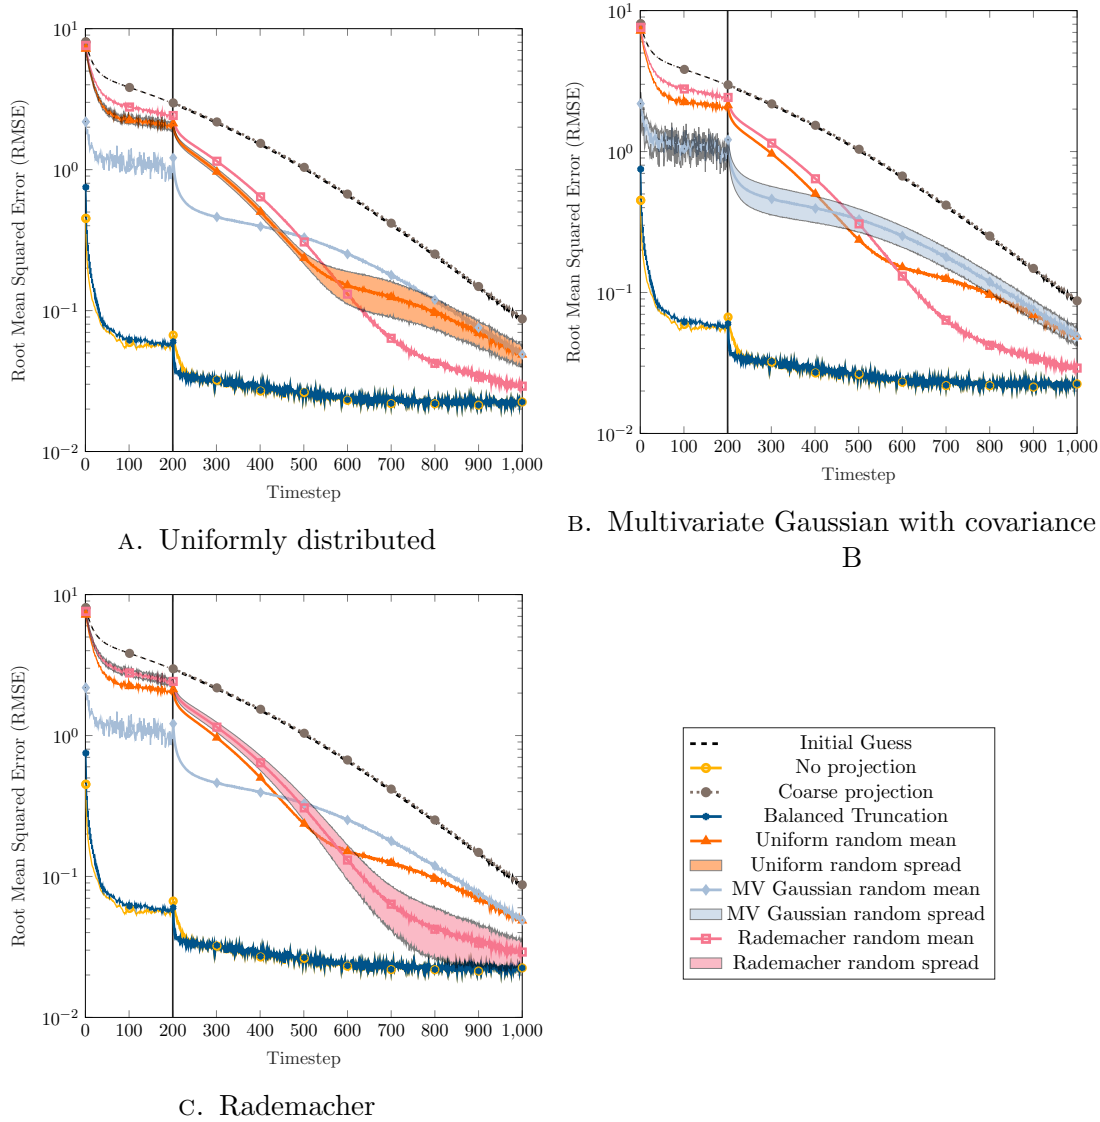 Root Mean Squared Error (RMSE)
10^1
10^0
10^−1
10^−2
0 100 200 300 400 500 600 700 800 900 1,000
Timestep
A. Uniformly distributed
Root Mean Squared Error (RMSE)
10^1
10^0
10^−1
10^−2
0 100 200 300 400 500 600 700 800 900 1,000
Timestep
B. Multivariate Gaussian with covariance
B
Root Mean Squared Error (RMSE)
10^1
10^0
10^−1
10^−2
0 100 200 300 400 500 600 700 800 900 1,000
Timestep
C. Rademacher
Initial Guess
No projection
Coarse projection
Balanced Truncation
Uniform random mean
Uniform random spread
MV Gaussian random mean
MV Gaussian random spread
Rademacher random mean
Rademacher random spread